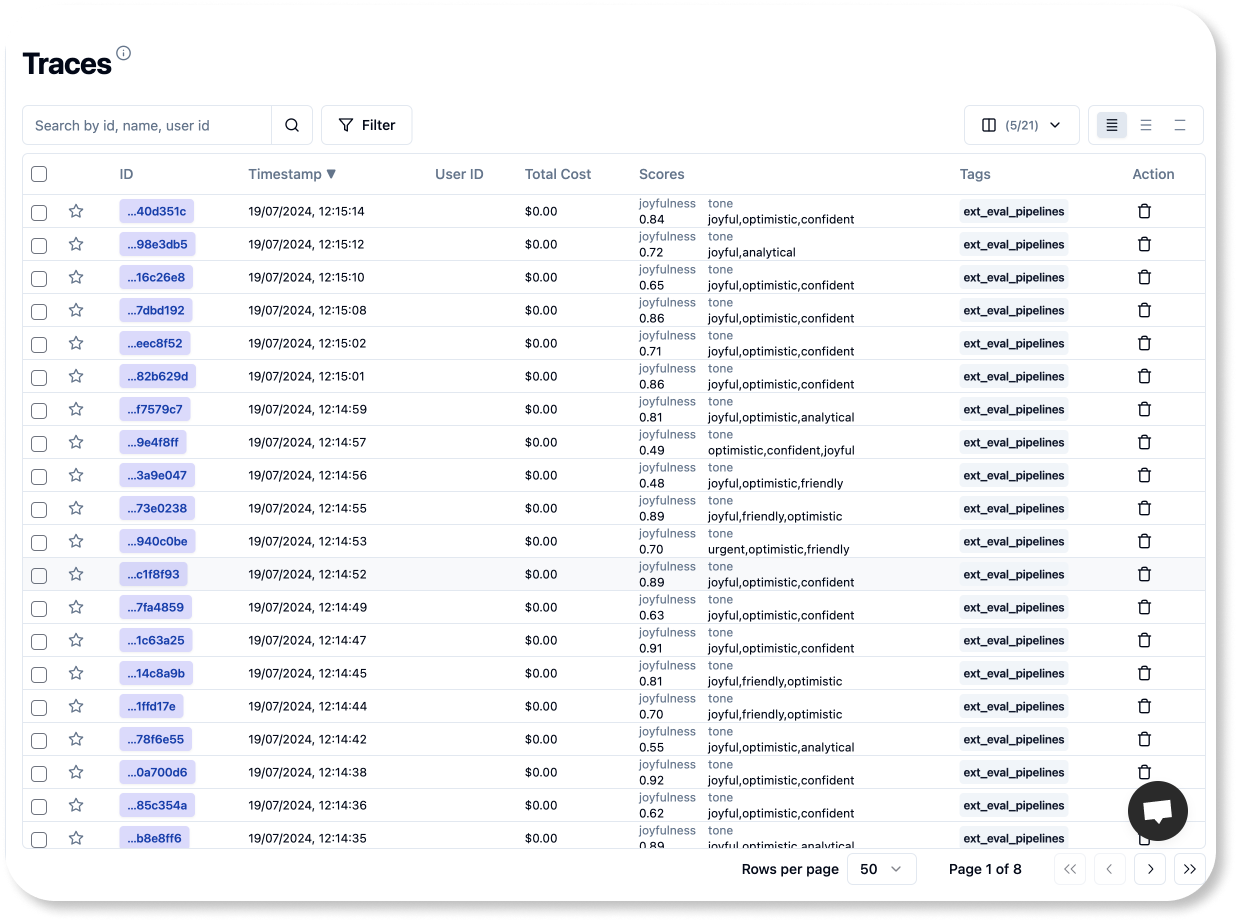 Traces
Search by id, name, user id
Filter
(5/21)
ID Timestamp ▼ User ID Total Cost Scores Tags Action
...40d351c 19/07/2024, 12:15:14 $0.00 joyfulness 0.84 tone joyful,optimistic,confident ext_eval_pipelines
...98e3db5 19/07/2024, 12:15:12 $0.00 joyfulness 0.72 tone joyful,analytical ext_eval_pipelines
...16c26e8 19/07/2024, 12:15:10 $0.00 joyfulness 0.65 tone joyful,optimistic,confident ext_eval_pipelines
...7dbd192 19/07/2024, 12:15:08 $0.00 joyfulness 0.86 tone joyful,optimistic,confident ext_eval_pipelines
...eec8f52 19/07/2024, 12:15:02 $0.00 joyfulness 0.71 tone joyful,optimistic,confident ext_eval_pipelines
...82b629d 19/07/2024, 12:15:01 $0.00 joyfulness 0.86 tone joyful,optimistic,confident ext_eval_pipelines
...f7579c7 19/07/2024, 12:14:59 $0.00 joyfulness 0.81 tone joyful,optimistic,analytical ext_eval_pipelines
...9e4f8ff 19/07/2024, 12:14:57 $0.00 joyfulness 0.49 tone optimistic,confident,joyful ext_eval_pipelines
...3a9e047 19/07/2024, 12:14:56 $0.00 joyfulness 0.48 tone joyful,optimistic,friendly ext_eval_pipelines
...73e0238 19/07/2024, 12:14:55 $0.00 joyfulness 0.89 tone joyful,friendly,optimistic ext_eval_pipelines
...940c0be 19/07/2024, 12:14:53 $0.00 joyfulness 0.70 tone urgent,optimistic,friendly ext_eval_pipelines
...c1f8f93 19/07/2024, 12:14:52 $0.00 joyfulness 0.89 tone joyful,optimistic,confident ext_eval_pipelines
...7fa4859 19/07/2024, 12:14:49 $0.00 joyfulness 0.63 tone joyful,optimistic,confident ext_eval_pipelines
...1c63a25 19/07/2024, 12:14:47 $0.00 joyfulness 0.91 tone joyful,optimistic,confident ext_eval_pipelines
...14c8a9b 19/07/2024, 12:14:45 $0.00 joyfulness 0.81 tone joyful,friendly,optimistic ext_eval_pipelines
...1ffd17e 19/07/2024, 12:14:44 $0.00 joyfulness 0.70 tone joyful,friendly,optimistic ext_eval_pipelines
...78f6e55 19/07/2024, 12:14:42 $0.00 joyfulness 0.55 tone joyful,optimistic,analytical ext_eval_pipelines
...0a700d6 19/07/2024, 12:14:38 $0.00 joyfulness 0.92 tone joyful,optimistic,confident ext_eval_pipelines
...85c354a 19/07/2024, 12:14:36 $0.00 joyfulness 0.62 tone joyful,optimistic,confident ext_eval_pipelines
...b8e8ff6 19/07/2024, 12:14:35 $0.00 joyfulness 0.89 tone joyful,optimistic,analytical ext_eval_pipelines
Rows per page 50 Page 1 of 8